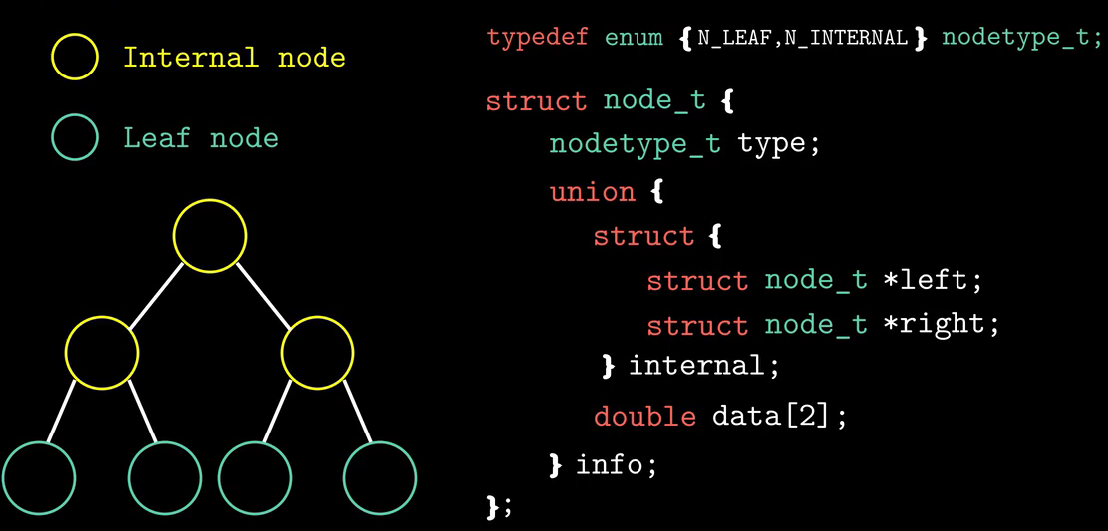 Internal node
Leaf node
typedef enum {N_LEAF,N_INTERNAL} nodetype_t;
struct node_t {
nodetype_t type;
union {
struct {
struct node_t *left;
struct node_t *right;
} internal;
double data[2];
} info;
};